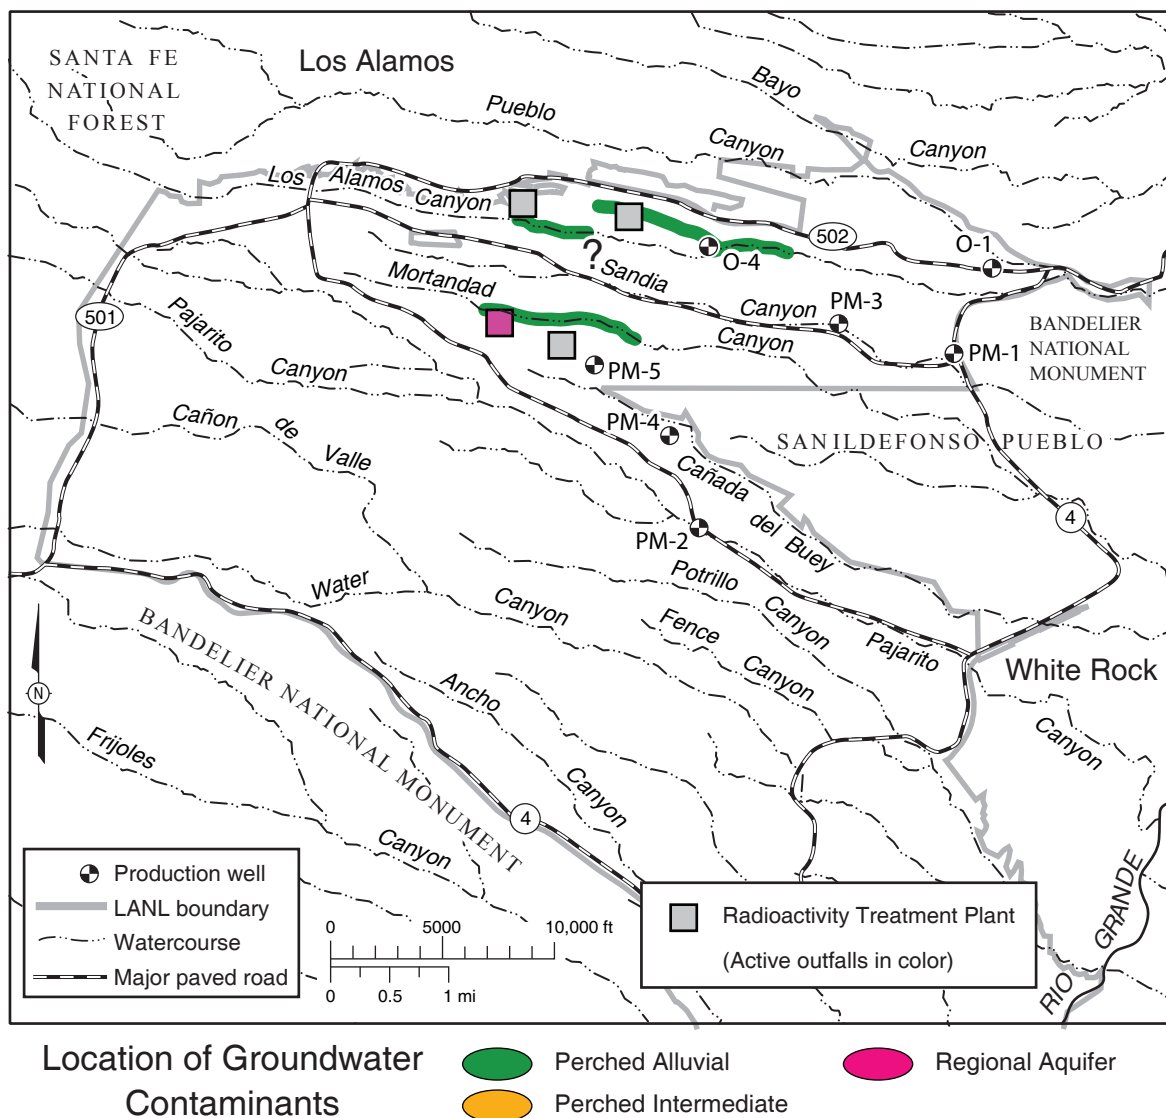 SANTA FE
NATIONAL
FOREST
Los Alamos
Bayo
Canyon
Pueblo
Canyon
Los Alamos
Canyon
502
O-1
O-4
?
Sandia
Canyon
PM-3
Mortandad
Canyon
PM-1
BANDELIER
NATIONAL
MONUMENT
501
Pajarito
Canyon
PM-5
Cañon de Valle
PM-4
SANILDEFONSO PUEBLO
Cañada del Buey
4
PM-2
Water
Canyon
Potrillo
Canyon
Fence
Canyon
Pajarito
White Rock
Canyon
BANDELIER NATIONAL MONUMENT
Ancho
Canyon
N
Frijoles
Canyon
4
RIO GRANDE
Production well
LANL boundary
Watercourse
Major paved road
0 5000 10,000 ft
0 0.5 1 mi
Radioactivity Treatment Plant
(Active outfalls in color)
Location of Groundwater
Contaminants
Perched Alluvial
Perched Intermediate
Regional Aquifer